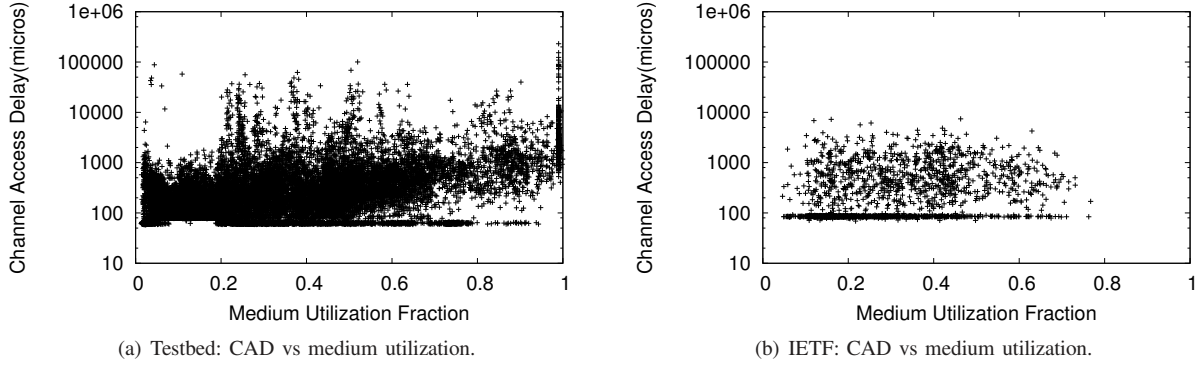 1e+06
100000
10000
1000
100
10
Channel Access Delay(micros)
0 0.2 0.4 0.6 0.8 1
Medium Utilization Fraction
(a) Testbed: CAD vs medium utilization.
1e+06
100000
10000
1000
100
10
Channel Access Delay(micros)
0 0.2 0.4 0.6 0.8 1
Medium Utilization Fraction
(b) IETF: CAD vs medium utilization.